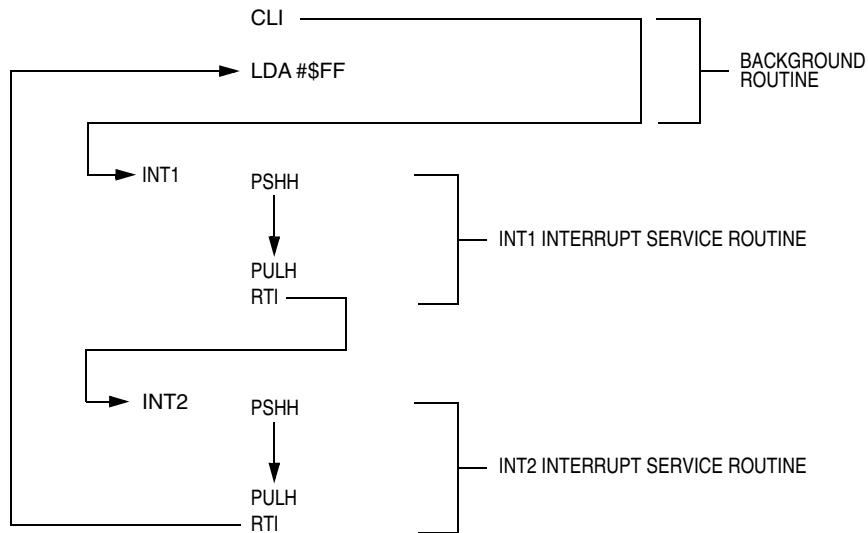 CLI
LDA #$FF
BACKGROUND
ROUTINE
INT1
PSHH
INT1 INTERRUPT SERVICE ROUTINE
PULH
RTI
INT2
PSHH
INT2 INTERRUPT SERVICE ROUTINE
PULH
RTI